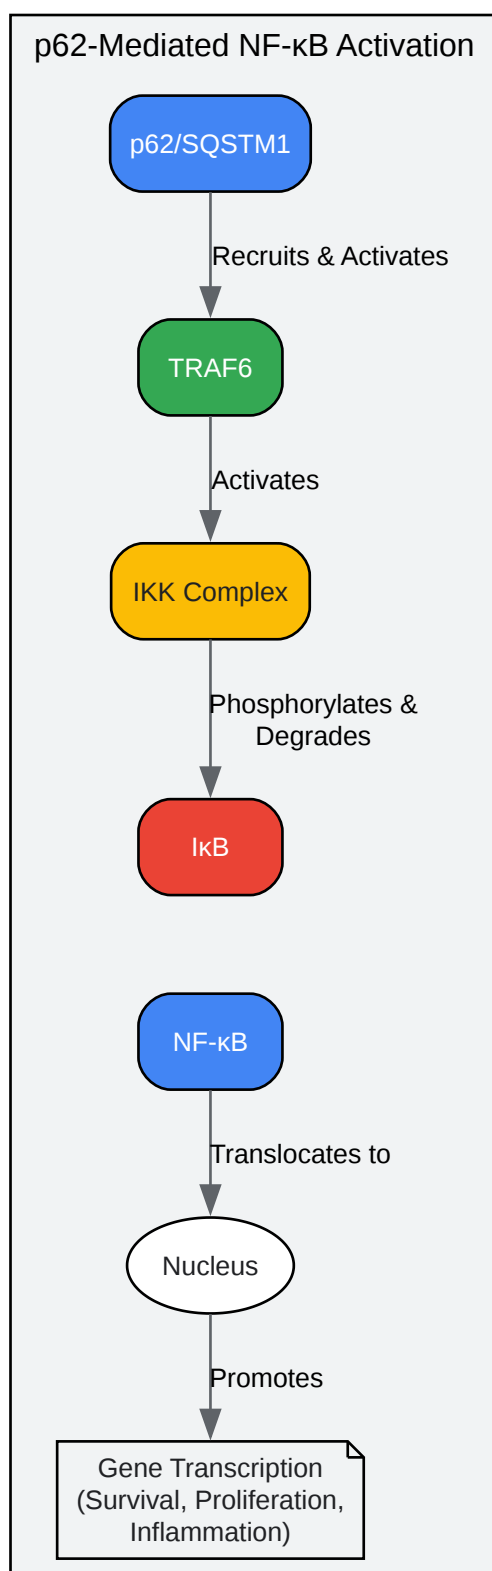 p62-Mediated NF-κB Activation
p62/SQSTM1
Recruits & Activates
TRAF6
Activates
IKK Complex
Phosphorylates &
Degrades
IκB
NF-κB
Translocates to
Nucleus
Promotes
Gene Transcription
(Survival, Proliferation,
Inflammation)